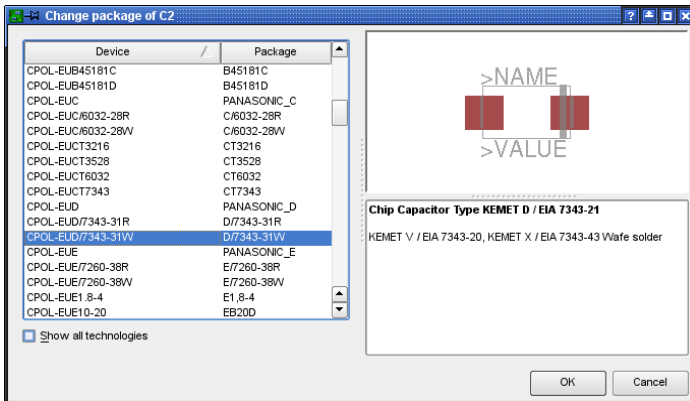 Change package of C2
Device Package
CPOL-EUB45181C B45181C
CPOL-EUB45181D B45181D
CPOL-EUC PANASONIC_C
CPOL-EUC/6032-28R C/6032-28R
CPOL-EUC/6032-28W C/6032-28W
CPOL-EUCT3216 CT3216
CPOL-EUCT3528 CT3528
CPOL-EUCT6032 CT6032
CPOL-EUCT7343 CT7343
CPOL-EUD PANASONIC_D
CPOL-EUD/7343-31R D/7343-31R
CPOL-EUD/7343-31W D/7343-31W
CPOL-EUE PANASONIC_E
CPOL-EUE/7260-38R E/7260-38R
CPOL-EUE/7260-38W E/7260-38W
CPOL-EUE1.8-4 E1,8-4
CPOL-EUE10-20 EB20D
Show all technologies
>NAME
>VALUE
Chip Capacitor Type KEMET D / EIA 7343-21
KEMET V / EIA 7343-20, KEMET X / EIA 7343-43 Wafe solder
OK Cancel